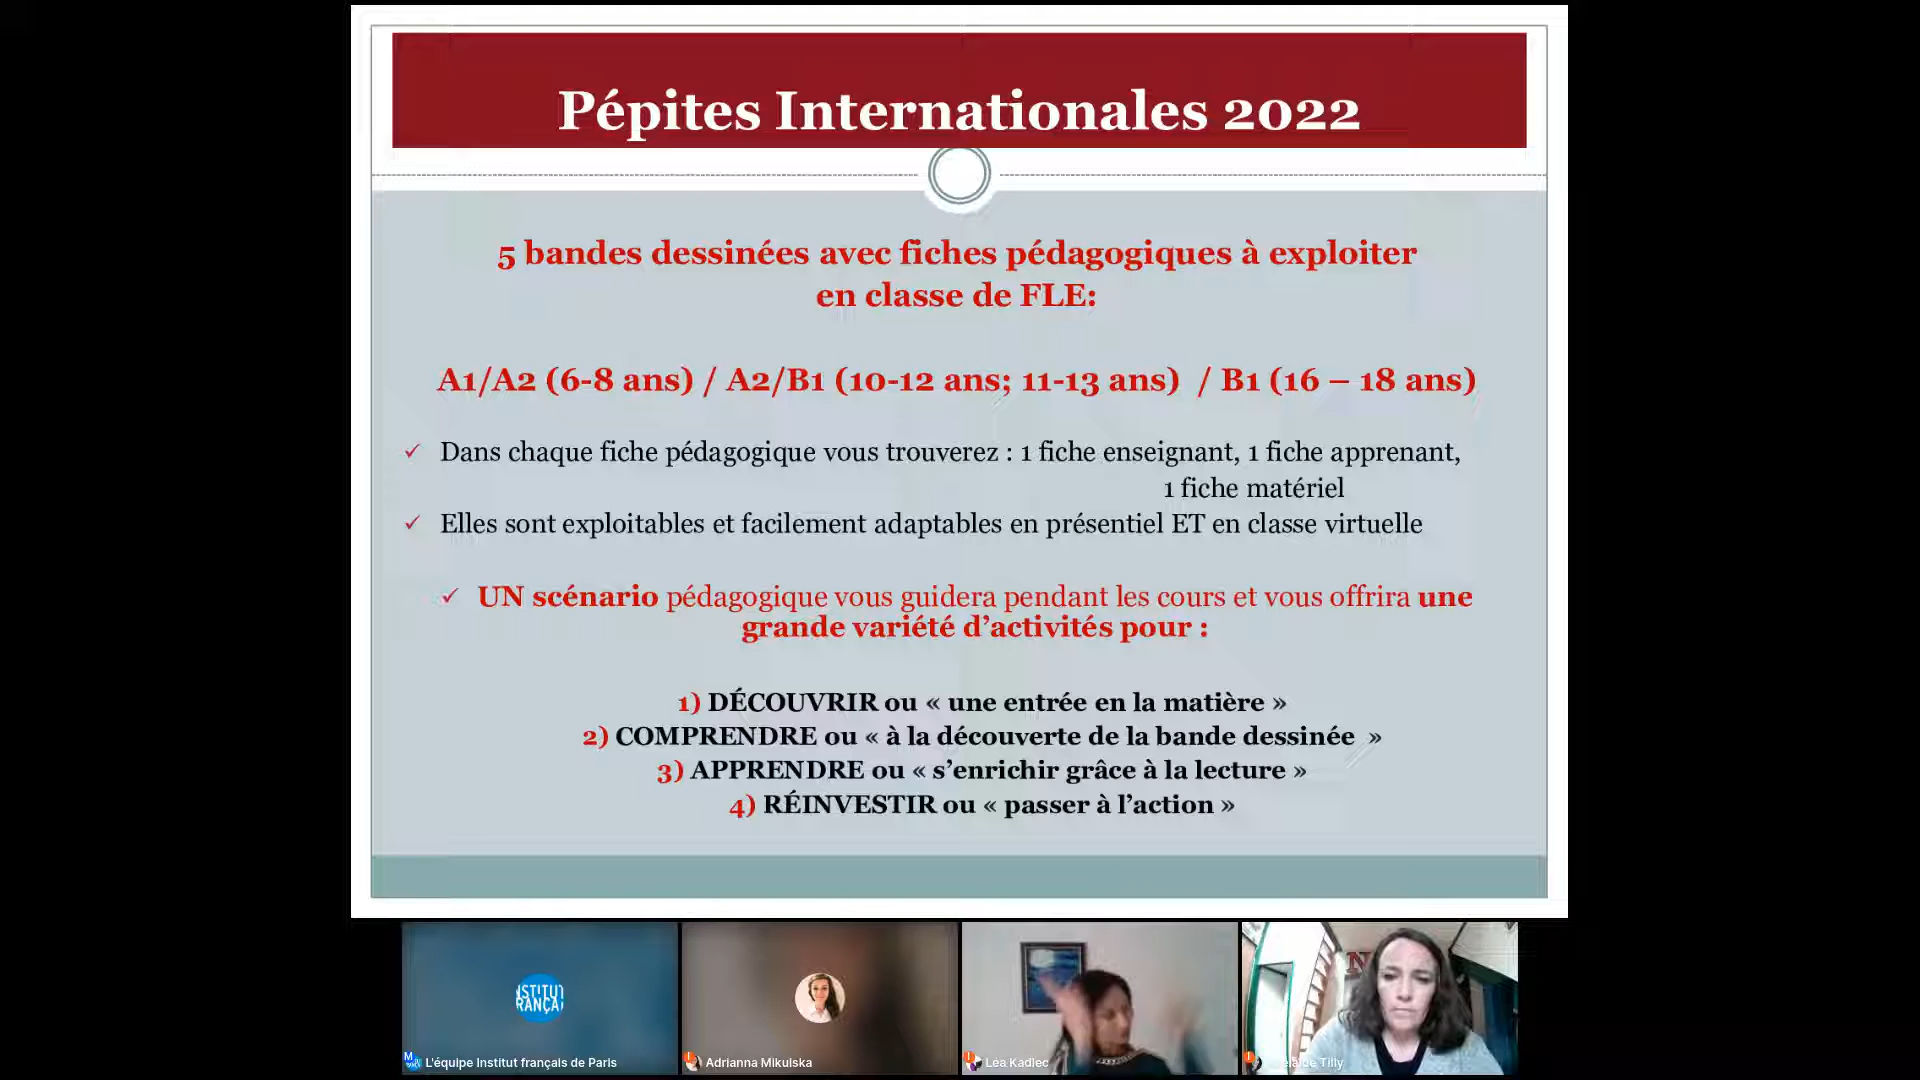 Pépites Internationales 2022
5 bandes dessinées avec fiches pédagogiques à exploiter
en classe de FLE:
A1/A2 (6-8 ans) / A2/B1 (10-12 ans; 11-13 ans) / B1 (16 – 18 ans)
✓ Dans chaque fiche pédagogique vous trouverez : 1 fiche enseignant, 1 fiche apprenant,
1 fiche matériel
✓ Elles sont exploitables et facilement adaptables en présentiel ET en classe virtuelle
✓ UN scénario pédagogique vous guidera pendant les cours et vous offrira une
grande variété d’activités pour :
1) DÉCOUVRIR ou « une entrée en la matière »
2) COMPRENDRE ou « à la découverte de la bande dessinée »
3) APPRENDRE ou « s’enrichir grâce à la lecture »
4) RÉINVESTIR ou « passer à l’action »
L'équipe Institut français de Paris
Adrianna Mikulska
Léa Kadlec
Tilly